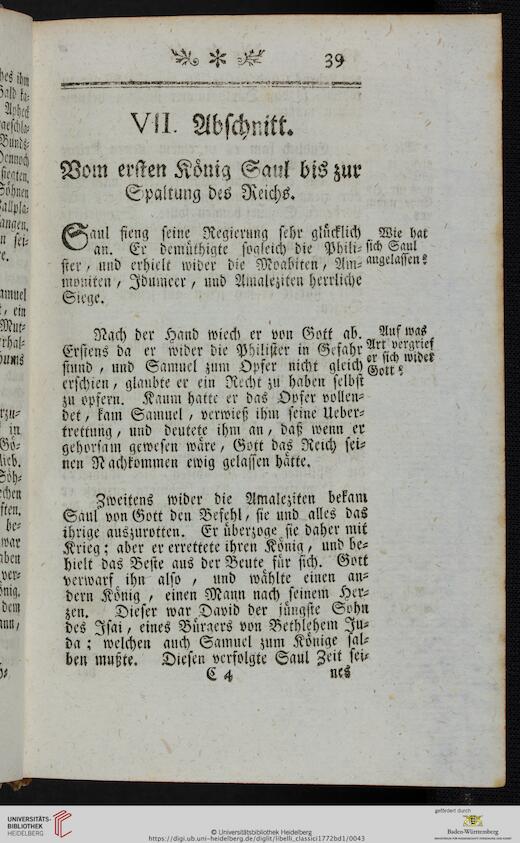 39
VII. Abschnitt.
Vom ersten König Saul bis zur
Spaltung des Reichs.
Saul fieng seine Regierung sehr glücklich
an. Er demüthigte sogleich die Phili-
ster, und erhielt wider die Moabiten, Am-
moniten, Idumeer, und Amaleziten herrliche
Siege.
Wie hat
sich Saul
angelassen?
Nach der Hand wiech er von Gott ab.
Erstens da er wider die Philister in Gefahr
stund, und Samuel zum Opfer nicht gleich
erschien, glaubte er ein Recht zu haben selbst
zu opfern. Kaum hatte er das Opfer vollen-
det, kam Samuel, verwieß ihm seine Ueber-
trettung, und deutete ihm an, daß wenn er
gehorsam gewesen wäre, Gott das Reich sei-
nen Nachkommen ewig gelassen hätte.
Auf was
Art vergrief
er sich wider
Gott?
Zweitens wider die Amaleziten bekam
Saul von Gott den Befehl, sie und alles das
ihrige auszurotten. Er überzoge sie daher mit
Krieg; aber er errettete ihren König, und be-
hielt das Beste aus der Beute für sich. Gott
verwarf ihn also, und wählte einen an-
dern König, einen Mann nach seinem Her-
zen. Dieser war David der jüngste Sohn
des Isai, eines Bürgers von Bethlehem Ju-
da; welchen auch Samuel zum Könige sal-
ben mußte. Diesen verfolgte Saul Zeit sei-
C 4
nes
UNIVERSITÄTS-
BIBLIOTHEK
HEIDELBERG
© Universitätsbibliothek Heidelberg
https://digi.ub.uni-heidelberg.de/diglit/libelli_classici1772bd1/0043
gefördert durch
Baden-Württemberg